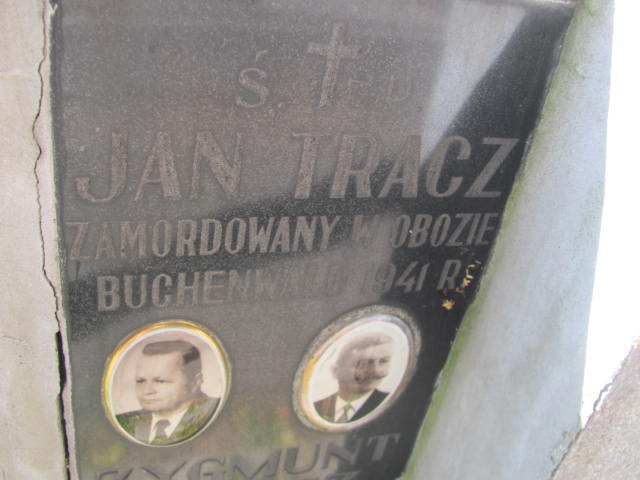 Ś. P
JAN TRACZ
ZAMORDOWANY W OBOZIE
BUCHENWALD 1941 R.
ZYGMUNT